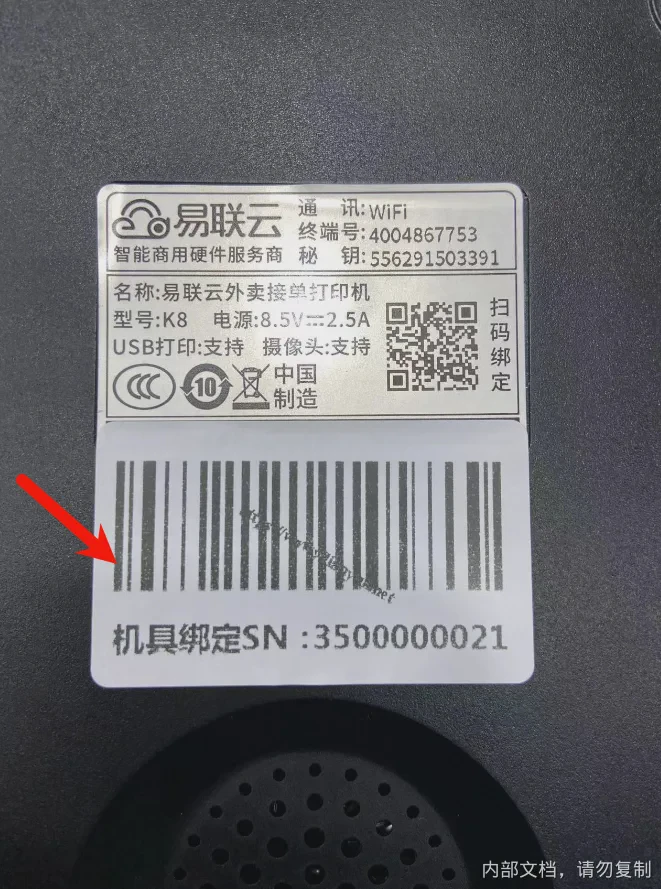 易联云
智能商用硬件服务商
通 讯:WiFi
终端号:4004867753
秘 钥:556291503391
名称:易联云外卖接单打印机
型号:K8 电源:8.5V⎓2.5A
USB打印:支持 摄像头:支持
10
中国
制造
扫码绑定
机具绑定SN :3500000021
内部文档，请勿复制